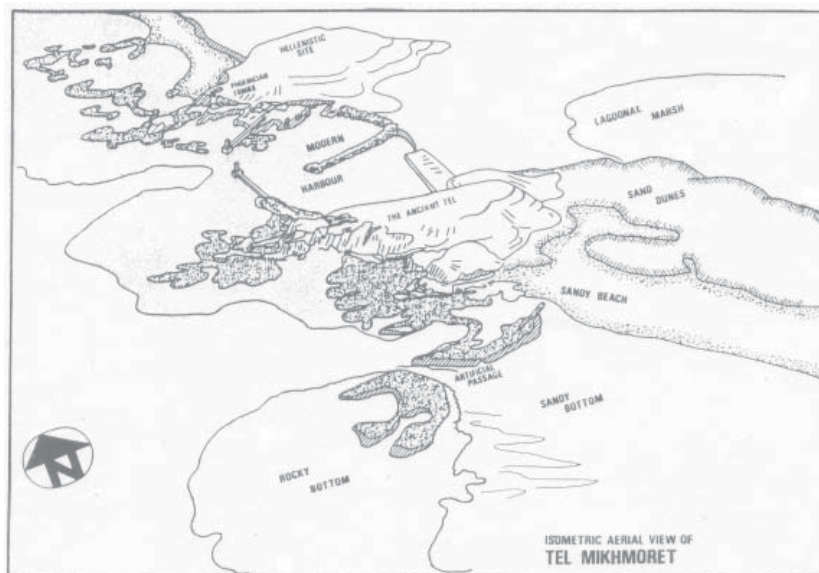 HELLENISTIC
SITE
PHOENICIAN
TOMBS
LAGOONAL MARSH
MODERN
HARBOUR
SAND
DUNES
THE ANCIENT TEL
SANDY BEACH
ARTIFICIAL
PASSAGE
SANDY
BOTTOM
ROCKY
BOTTOM
N
ISOMETRIC AERIAL VIEW OF
TEL MIKHMORET